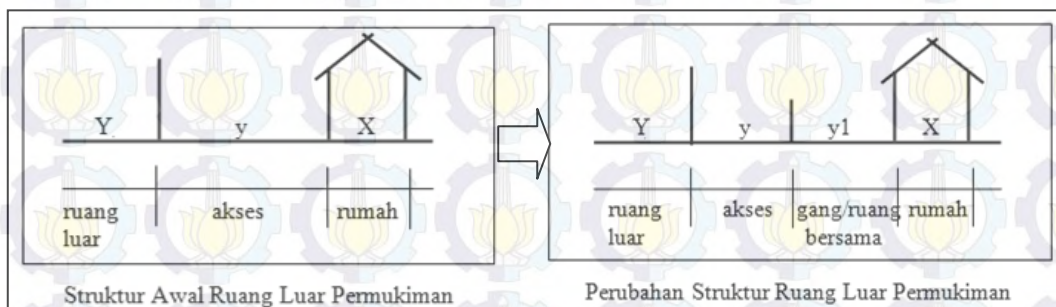 Y y X
ruang akses rumah
luar
Struktur Awal Ruang Luar Permukiman
Y y y1 X
ruang akses gang/ruang rumah
luar bersama
Perubahan Struktur Ruang Luar Permukiman